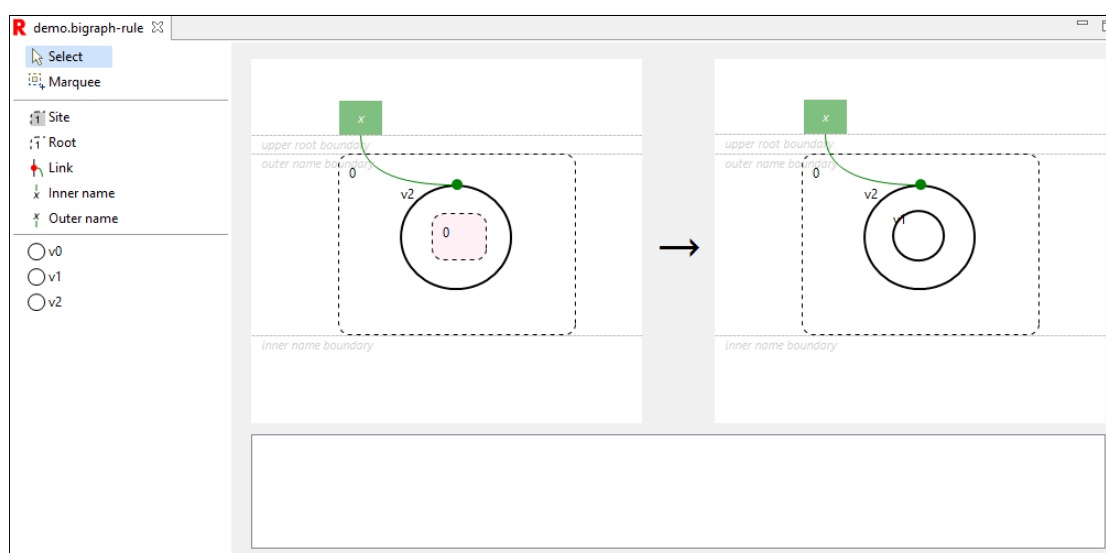 R demo.bigraph-rule
Select
Marquee
1 Site
1 Root
Link
x Inner name
x Outer name
v0
v1
v2
x
upper root boundary
outer name boundary
0
v2
0
inner name boundary
→
x
upper root boundary
outer name boundary
0
v2
v1
inner name boundary